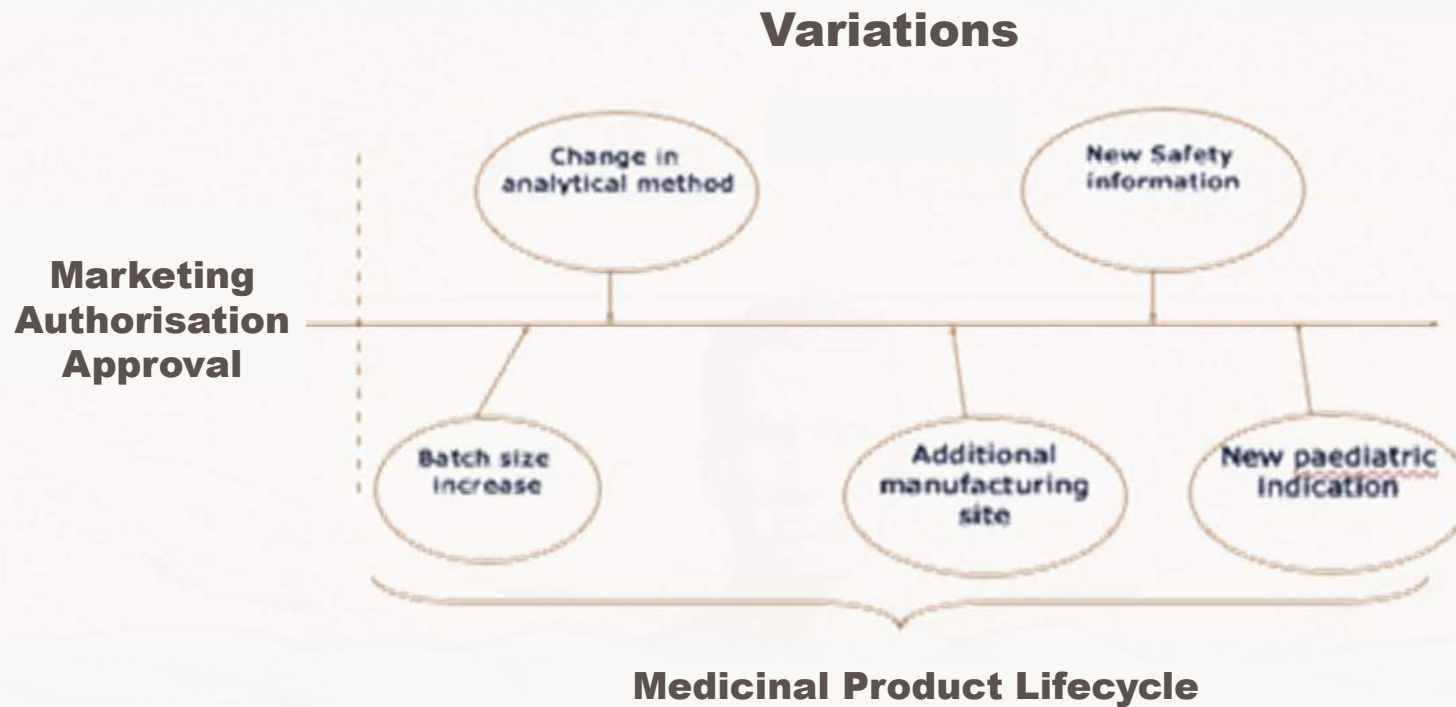 Variations
Change in
analytical method
New Safety
information
Marketing
Authorisation
Approval
Batch size
increase
Additional
manufacturing
site
New paediatric
indication
Medicinal Product Lifecycle